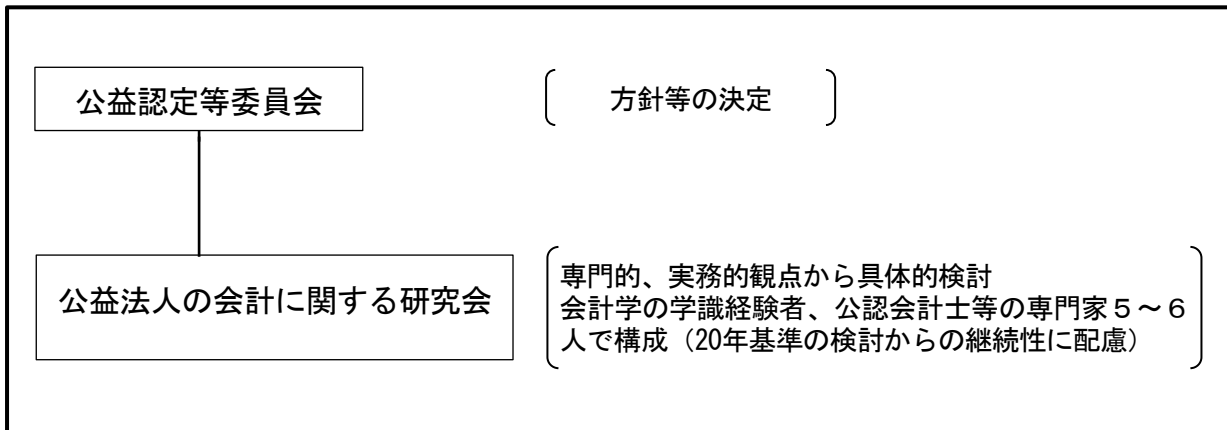 公益認定等委員会
方針等の決定
公益法人の会計に関する研究会
専門的、実務的観点から具体的検討
会計学の学識経験者、公認会計士等の専門家５～６
人で構成（20年基準の検討からの継続性に配慮）